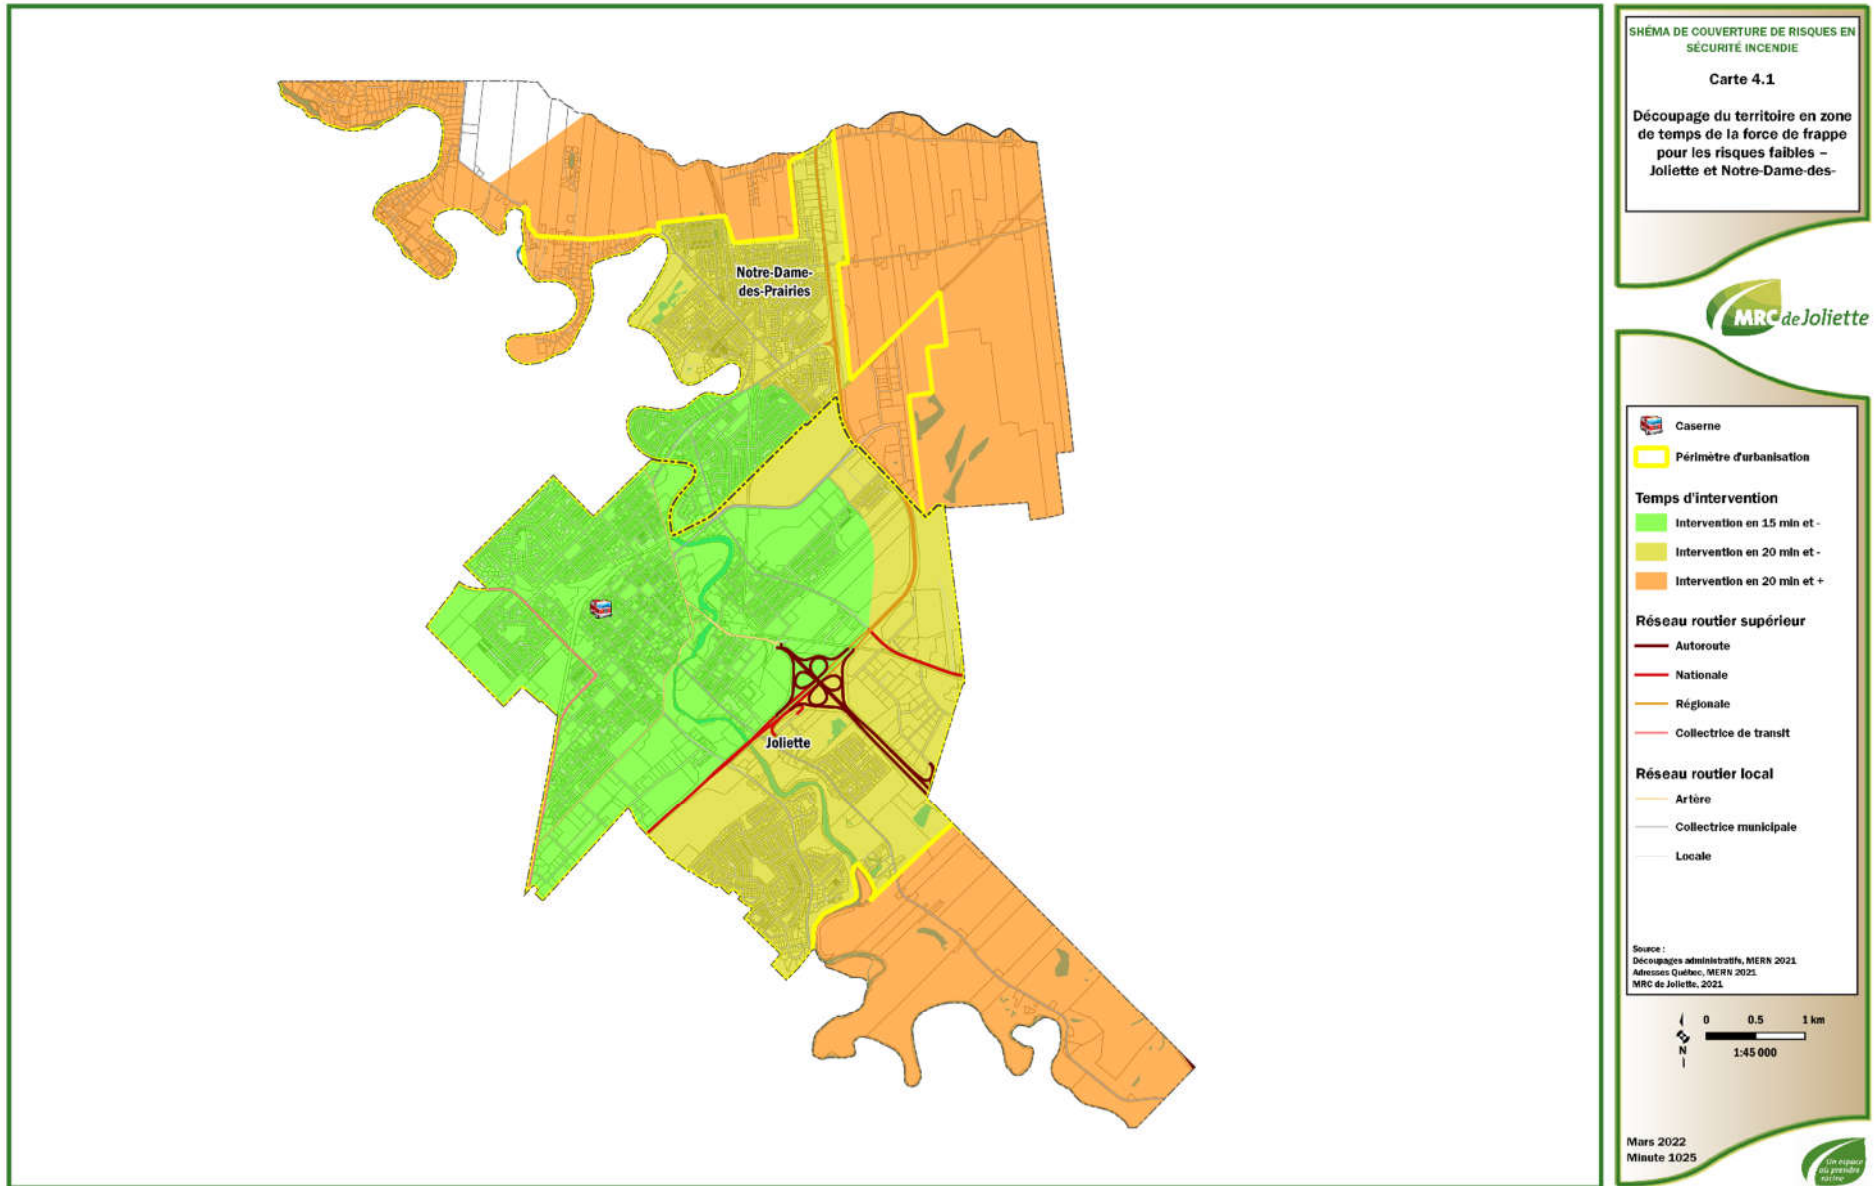 SHÉMA DE COUVERTURE DE RISQUES EN
SÉCURITÉ INCENDIE
Carte 4.1
Découpage du territoire en zone
de temps de la force de frappe
pour les risques faibles –
Joliette et Notre-Dame-des-
MRC de Joliette
Notre-Dame-
des-Prairies
Joliette
Caserne
Périmètre d'urbanisation
Temps d'intervention
Intervention en 15 min et -
Intervention en 20 min et -
Intervention en 20 min et +
Réseau routier supérieur
Autoroute
Nationale
Régionale
Collectrice de transit
Réseau routier local
Artère
Collectrice municipale
Locale
Source :
Découpages administratifs, MERN 2021
Adresses Québec, MERN 2021
MRC de Joliette, 2021
0 0.5 1 km
N
1:45 000
Mars 2022
Minute 1025
Un espace
où prendre
racine